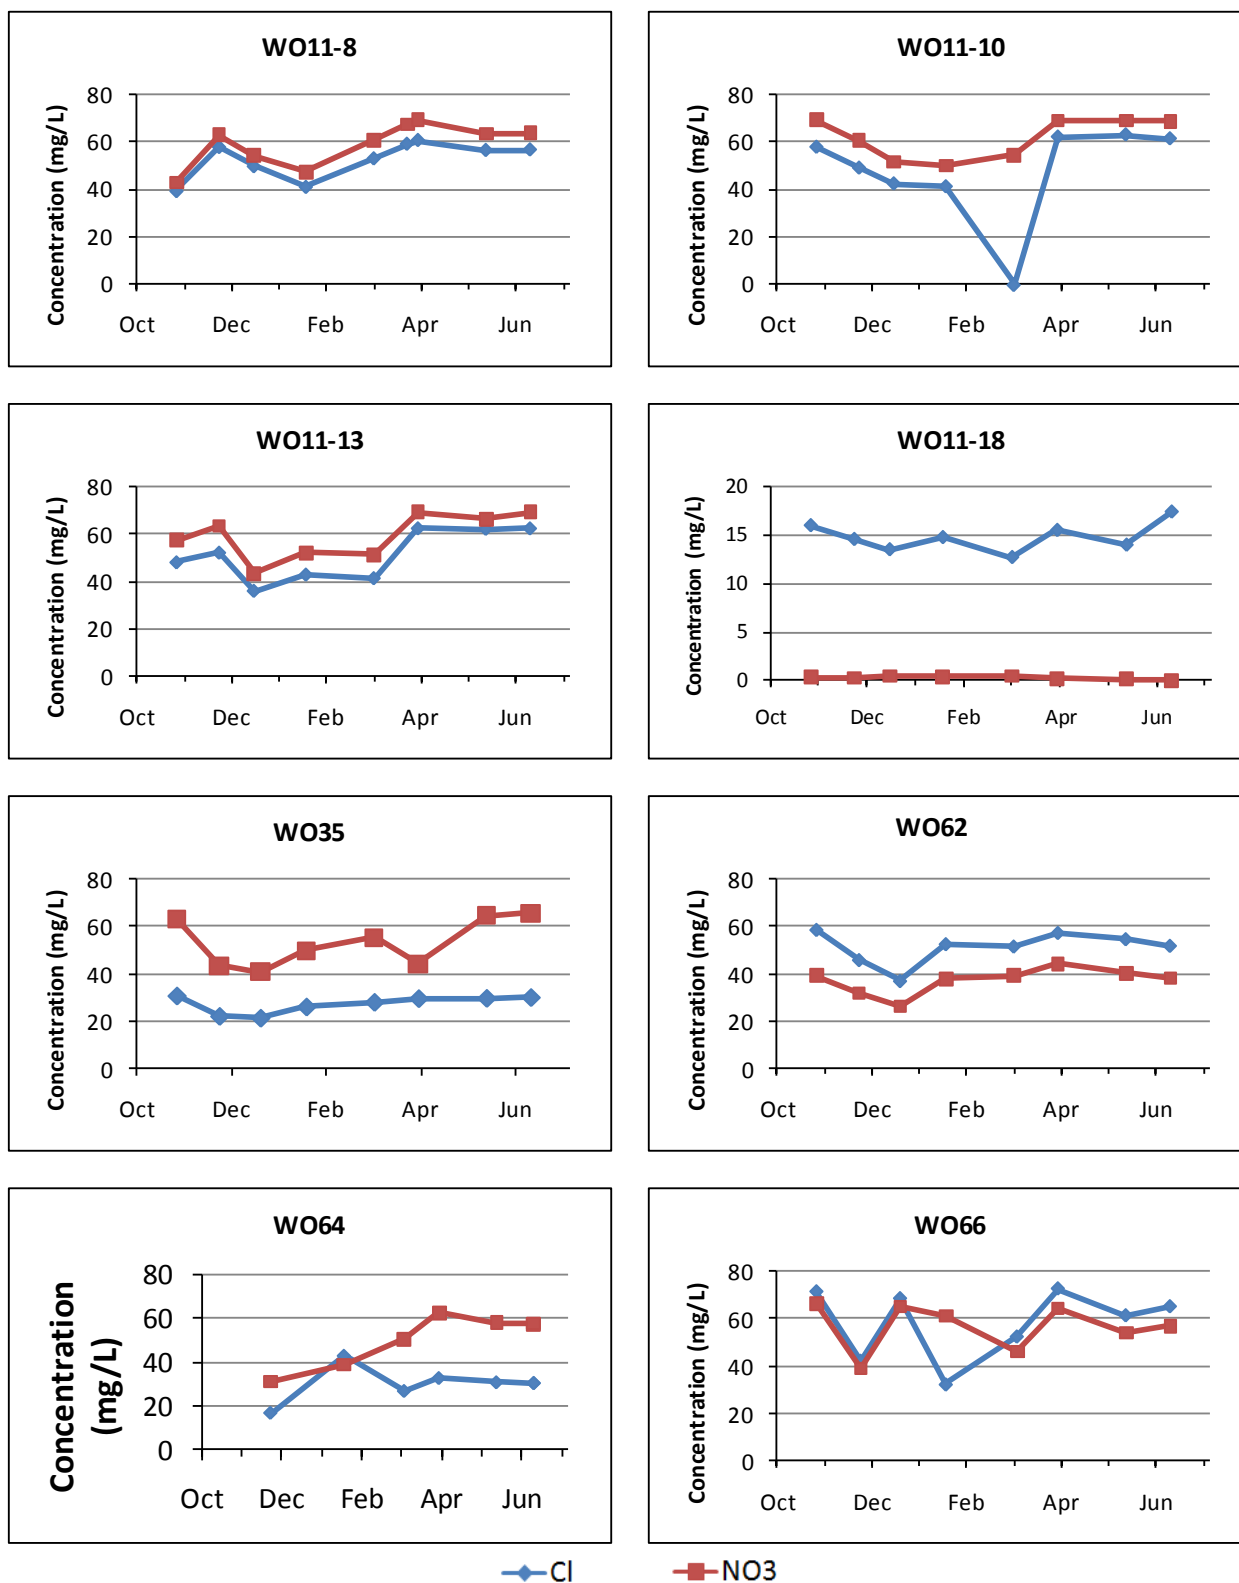 WO11-8
Concentration (mg/L)
80
60
40
20
0
Oct Dec Feb Apr Jun
WO11-10
Concentration (mg/L)
80
60
40
20
0
Oct Dec Feb Apr Jun
WO11-13
Concentration (mg/L)
80
60
40
20
0
Oct Dec Feb Apr Jun
WO11-18
Concentration (mg/L)
20
15
10
5
0
Oct Dec Feb Apr Jun
WO35
Concentration (mg/L)
80
60
40
20
0
Oct Dec Feb Apr Jun
WO62
Concentration (mg/L)
80
60
40
20
0
Oct Dec Feb Apr Jun
WO64
Concentration
(mg/L)
80
60
40
20
0
Oct Dec Feb Apr Jun
WO66
Concentration (mg/L)
80
60
40
20
0
Oct Dec Feb Apr Jun
Cl NO3